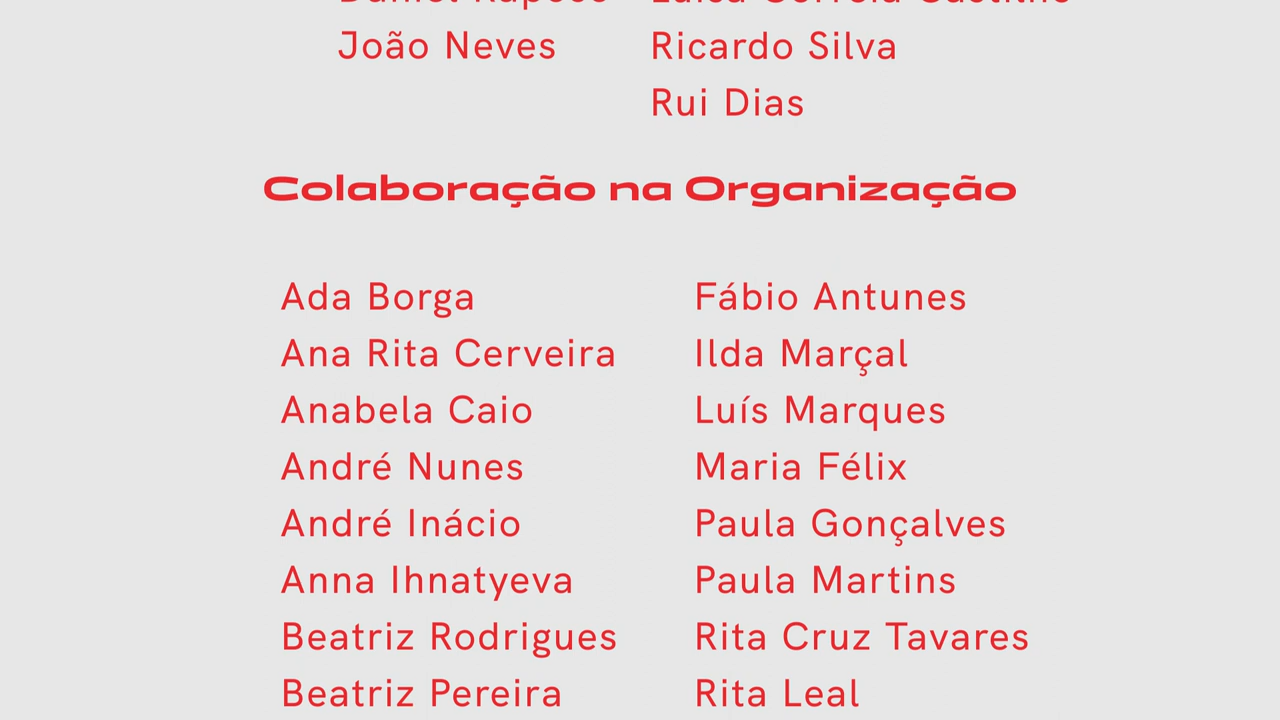 João Neves
Ricardo Silva
Rui Dias
Colaboração na Organização
Ada Borga
Ana Rita Cerveira
Anabela Caio
André Nunes
André Inácio
Anna Ihnatyeva
Beatriz Rodrigues
Beatriz Pereira
Fábio Antunes
Ilda Marçal
Luís Marques
Maria Félix
Paula Gonçalves
Paula Martins
Rita Cruz Tavares
Rita Leal